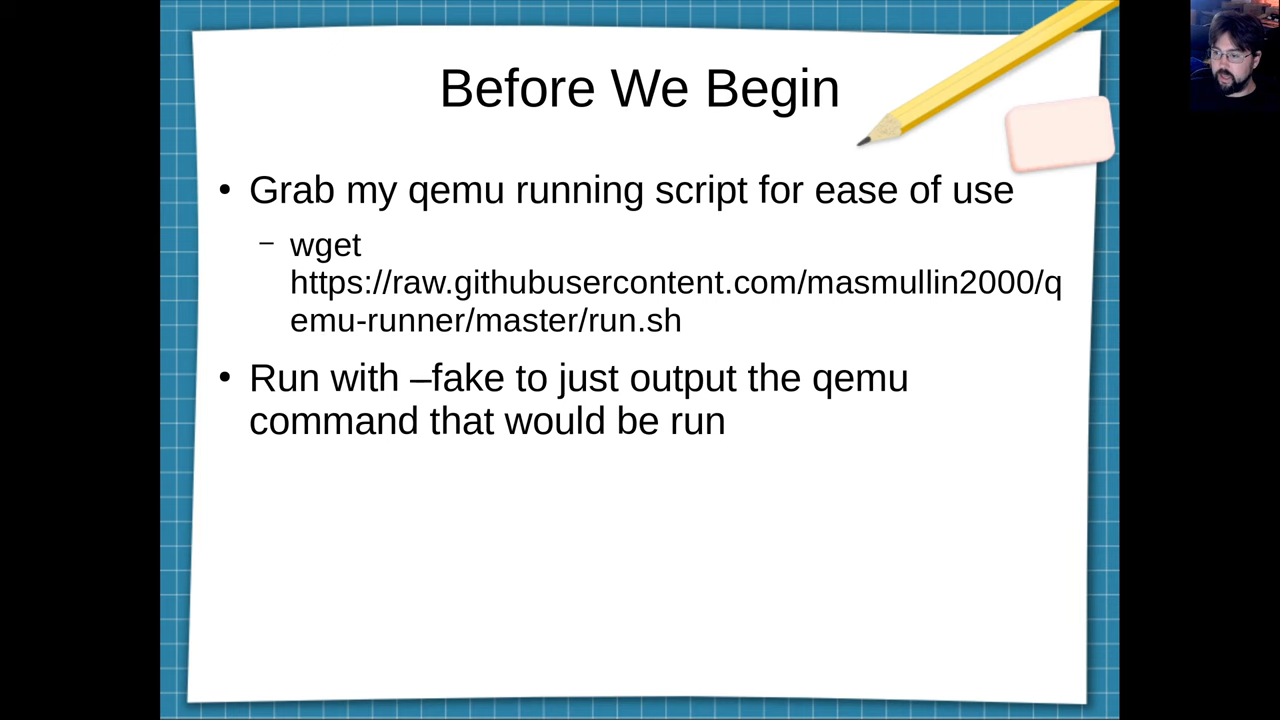 Before We Begin
• Grab my qemu running script for ease of use
– wget
https://raw.githubusercontent.com/masmullin2000/q
emu-runner/master/run.sh
• Run with –fake to just output the qemu
command that would be run